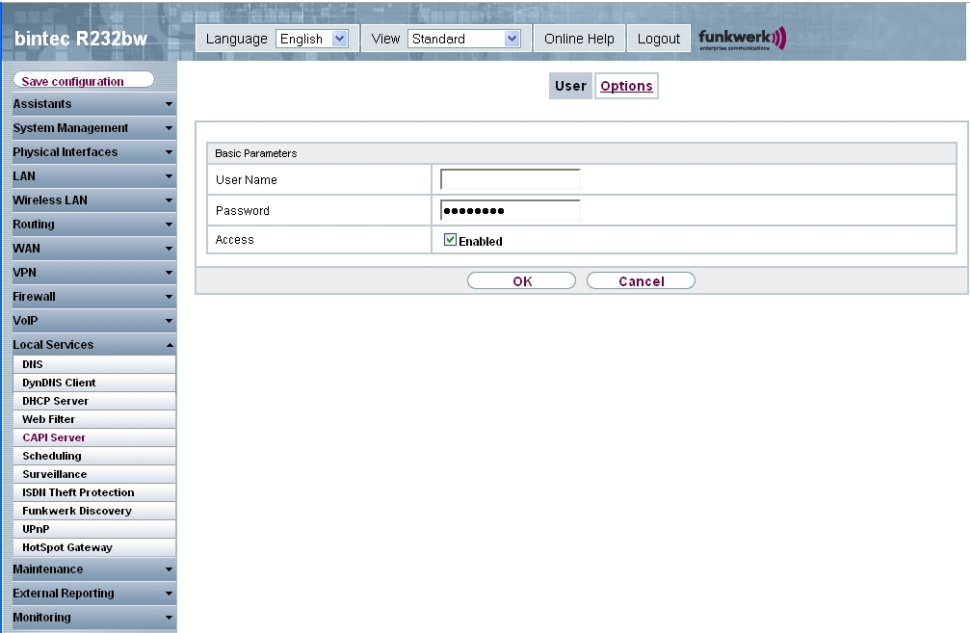 bintec R232bw
Language English View Standard Online Help Logout funkwerk
enterprise communications
Save configuration
Assistants
System Management
Physical Interfaces
LAN
Wireless LAN
Routing
WAN
VPN
Firewall
VoIP
Local Services
DNS
DynDNS Client
DHCP Server
Web Filter
CAPI Server
Scheduling
Surveillance
ISDN Theft Protection
Funkwerk Discovery
UPnP
HotSpot Gateway
Maintenance
External Reporting
Monitoring
User Options
Basic Parameters
User Name
Password ●●●●●●●●
Access Enabled
OK Cancel